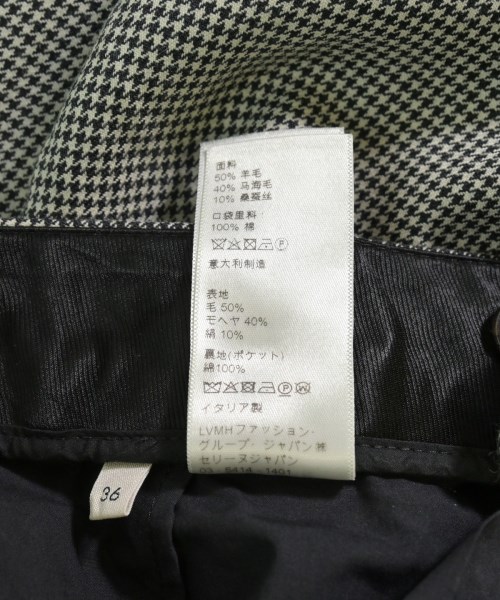 面料
50% 羊毛
40% 马海毛
10% 桑蚕丝
口袋里料
100% 棉
意大利制造
表地
毛 50%
モヘヤ 40%
絹 10%
裏地(ポケット)
綿100%
イタリア製
LVMHファッション・
グループ・ジャパン㈱
セリーヌジャパン
03 5414 1401
36